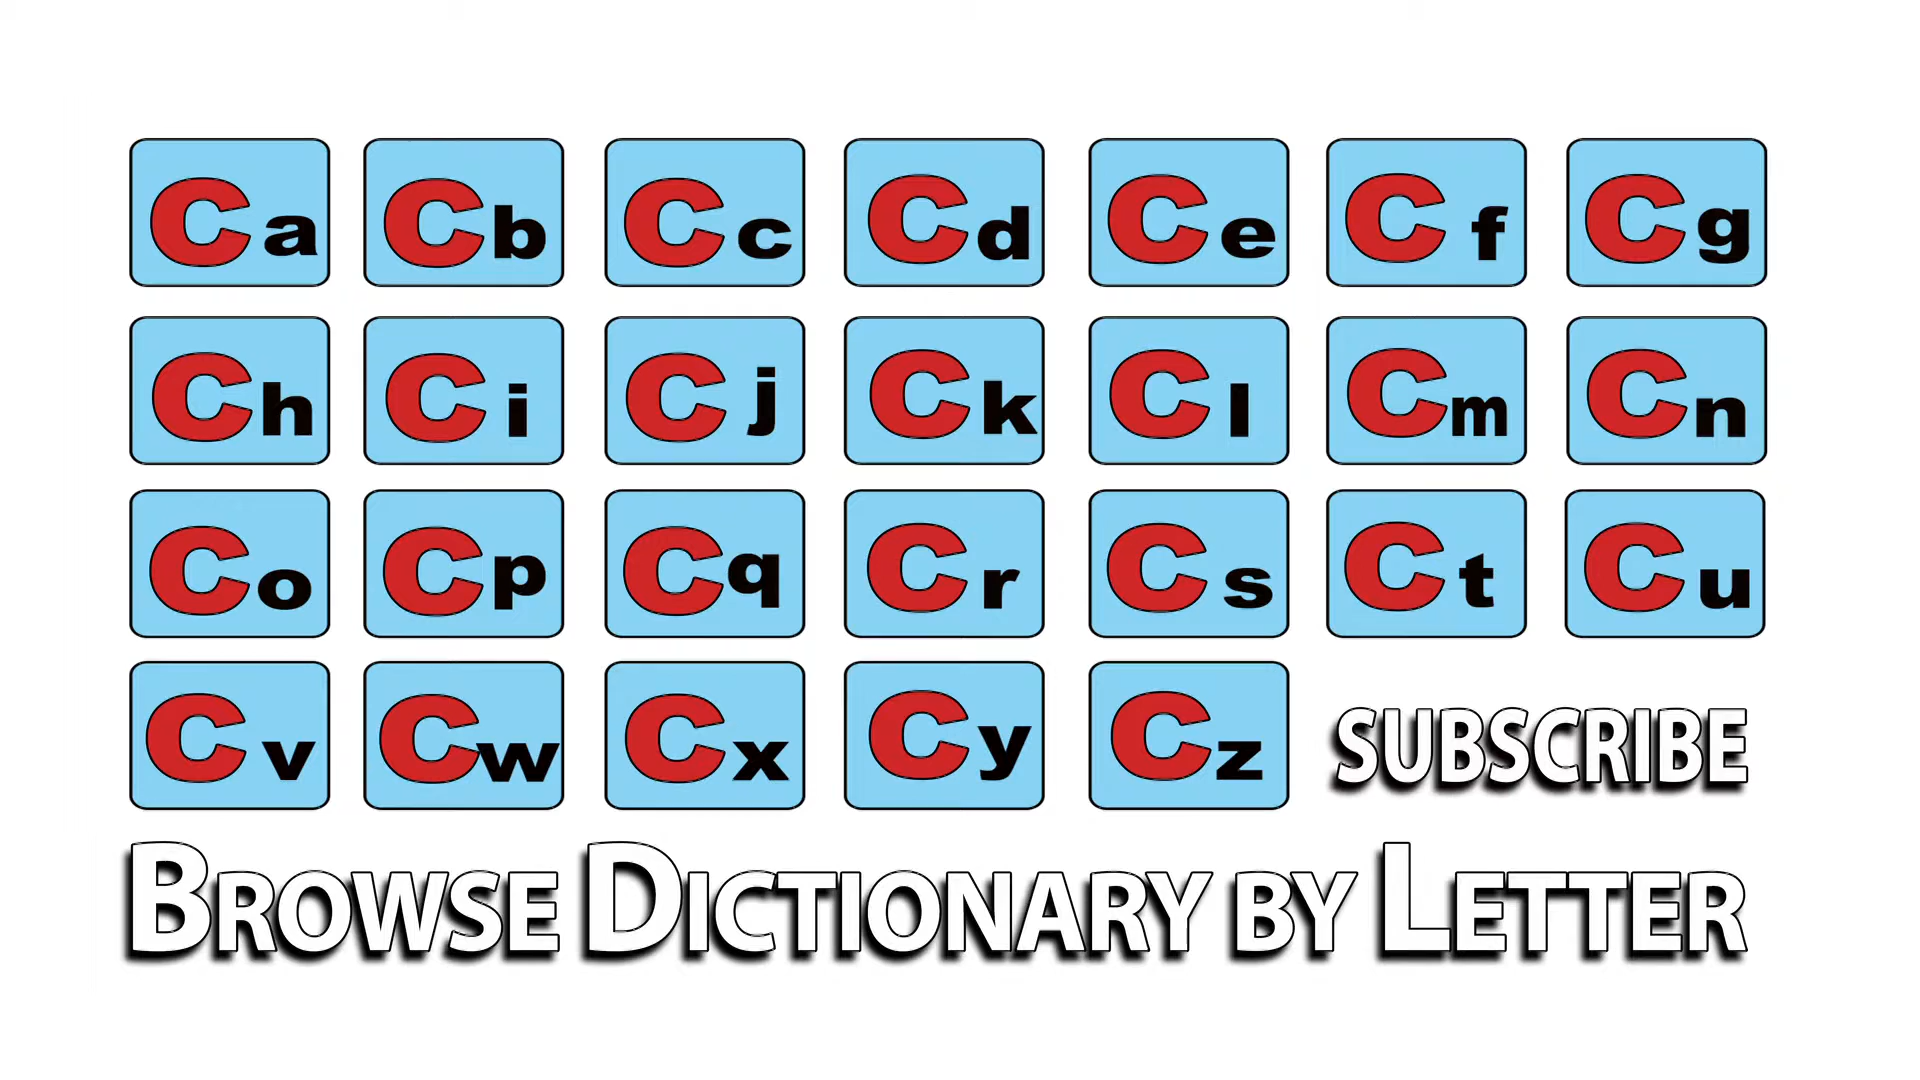 Ca Cb Cc Cd Ce Cf Cg
Ch Ci Cj Ck Cl Cm Cn
Co Cp Cq Cr Cs Ct Cu
Cv Cw Cx Cy Cz SUBSCRIBE
BROWSE DICTIONARY BY LETTER